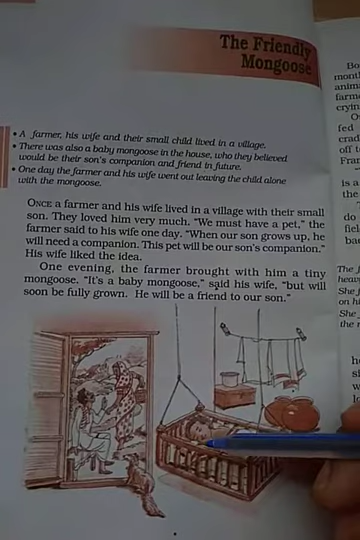 The Friendly
Mongoose
• A farmer, his wife and their small child lived in a village.
• There was also a baby mongoose in the house, who they believed
would be their son's companion and friend in future.
• One day the farmer and his wife went out leaving the child alone
with the mongoose.
ONCE a farmer and his wife lived in a village with their small
son. They loved him very much. "We must have a pet," the
farmer said to his wife one day. "When our son grows up, he
will need a companion. This pet will be our son's companion."
His wife liked the idea.
One evening, the farmer brought with him a tiny
mongoose. "It's a baby mongoose," said his wife, "but will
soon be fully grown. He will be a friend to our son."